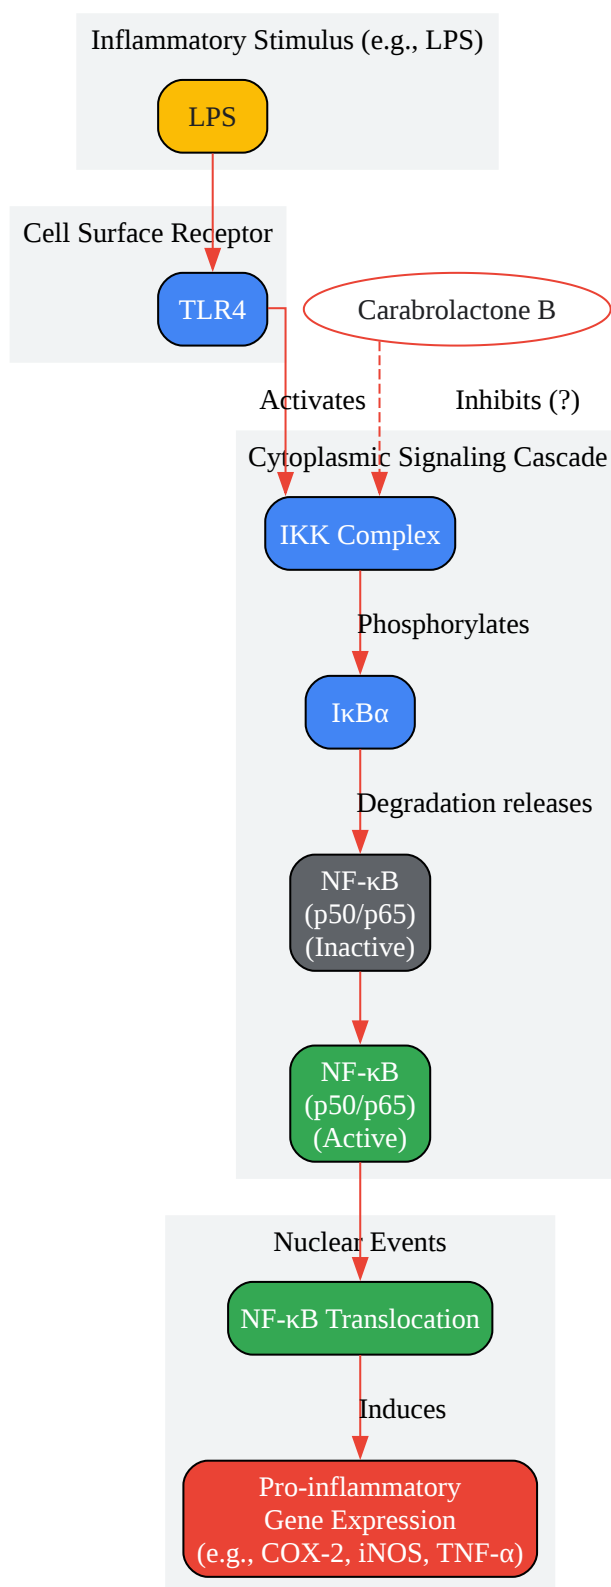 Inflammatory Stimulus (e.g., LPS)
LPS
Cell Surface Receptor
TLR4
Carabrolactone B
Activates
Inhibits (?)
Cytoplasmic Signaling Cascade
IKK Complex
Phosphorylates
IκBα
Degradation releases
NF-κB
(p50/p65)
(Inactive)
NF-κB
(p50/p65)
(Active)
Nuclear Events
NF-κB Translocation
Induces
Pro-inflammatory
Gene Expression
(e.g., COX-2, iNOS, TNF-α)